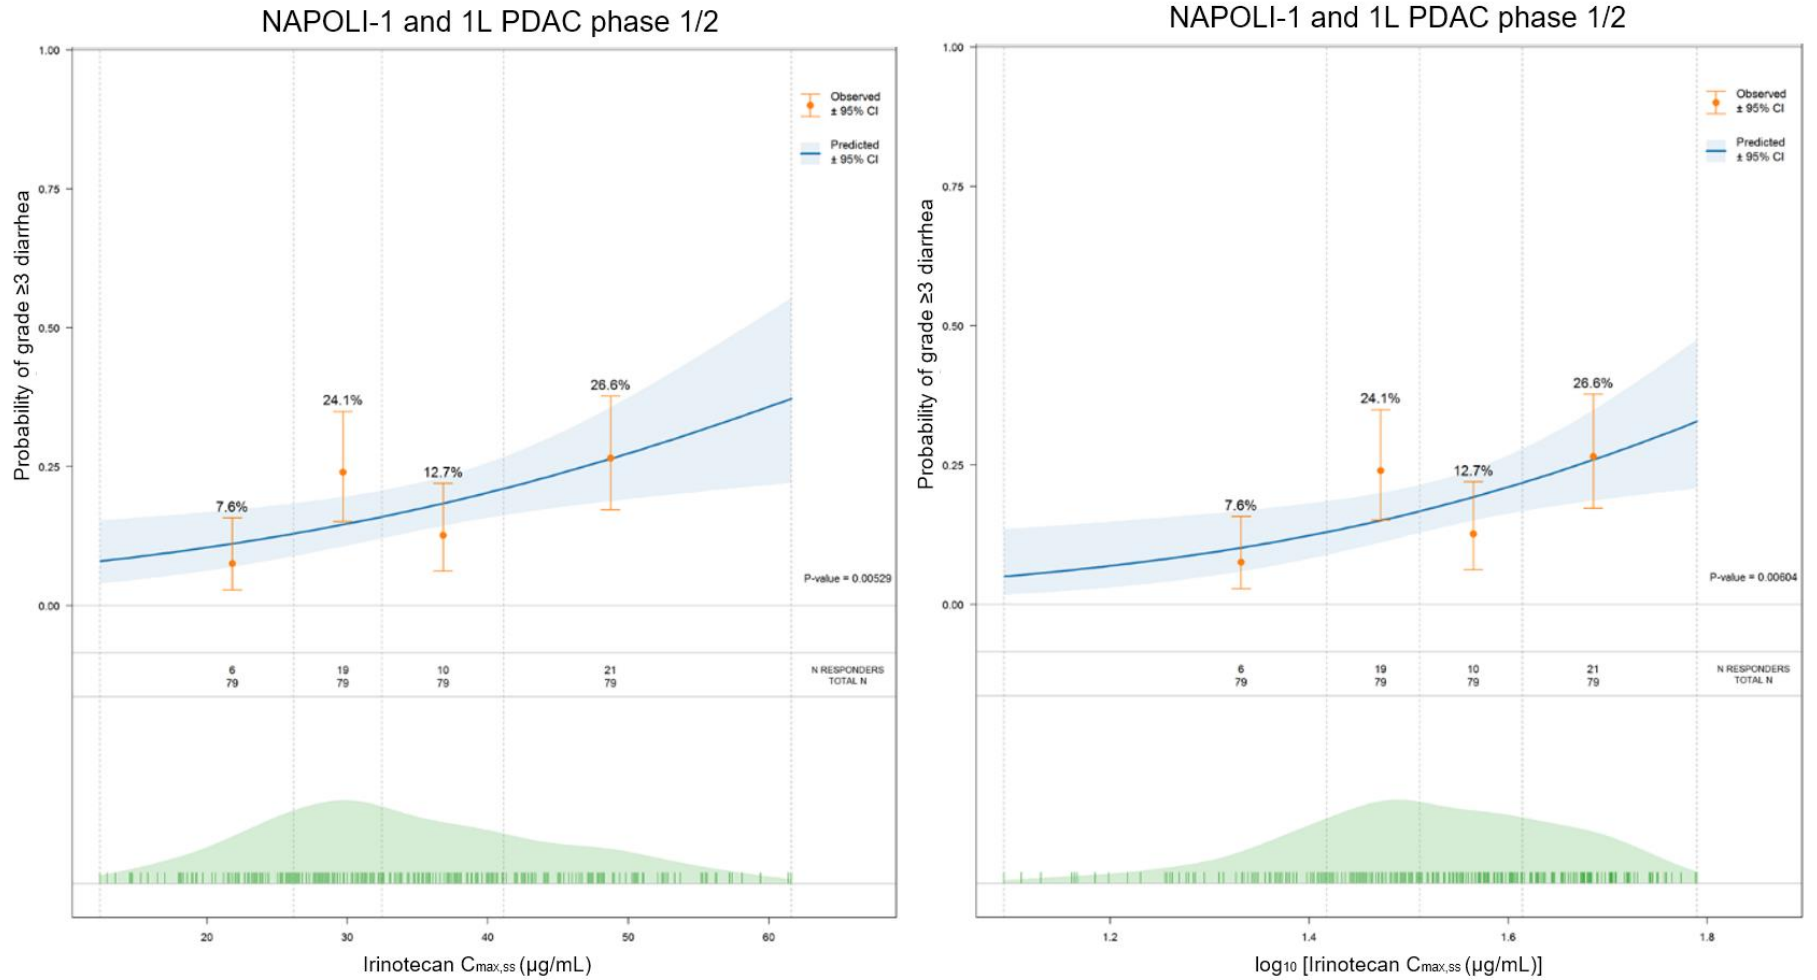 NAPOLI-1 and 1L PDAC phase 1/2
Probability of grade ≥3 diarrhea
1.00
0.75
0.50
0.25
0.00
Observed
± 95% CI
Predicted
± 95% CI
7.6%
24.1%
12.7%
26.6%
P-value = 0.00529
6 19 10 21 N RESPONDERS
79 79 79 79 TOTAL N
20 30 40 50 60
Irinotecan Cmax,ss (µg/mL)
NAPOLI-1 and 1L PDAC phase 1/2
Probability of grade ≥3 diarrhea
1.00
0.75
0.50
0.25
0.00
Observed
± 95% CI
Predicted
± 95% CI
7.6%
24.1%
12.7%
26.6%
P-value = 0.00604
6 19 10 21 N RESPONDERS
79 79 79 79 TOTAL N
1.2 1.4 1.6 1.8
log10 [Irinotecan Cmax,ss (µg/mL)]